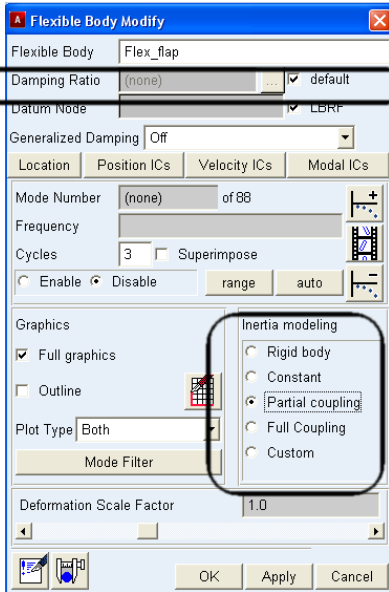 Flexible Body Modify
Flexible Body Flex_flap
Damping Ratio (none) ... default
Datum Node LBRF
Generalized Damping Off
Location Position ICs Velocity ICs Modal ICs
Mode Number (none) of 88
Frequency
Cycles 3 Superimpose
Enable Disable range auto
Graphics
Full graphics
Outline
Plot Type Both
Mode Filter
Inertia modeling
Rigid body
Constant
Partial coupling
Full Coupling
Custom
Deformation Scale Factor 1.0
OK Apply Cancel